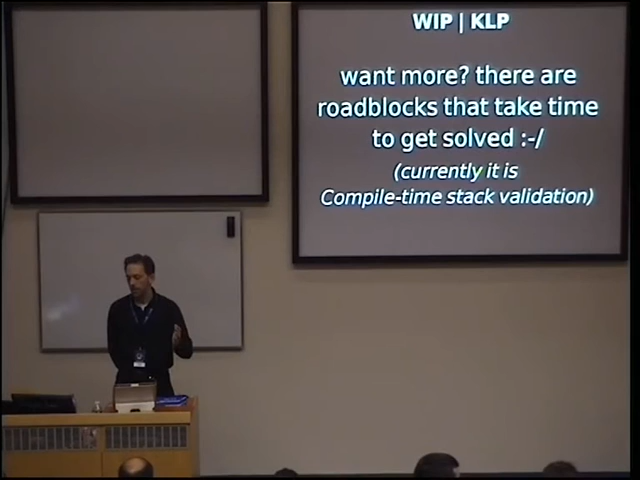 WIP | KLP
want more? there are
roadblocks that take time
to get solved :-/
(currently it is
Compile-time stack validation)